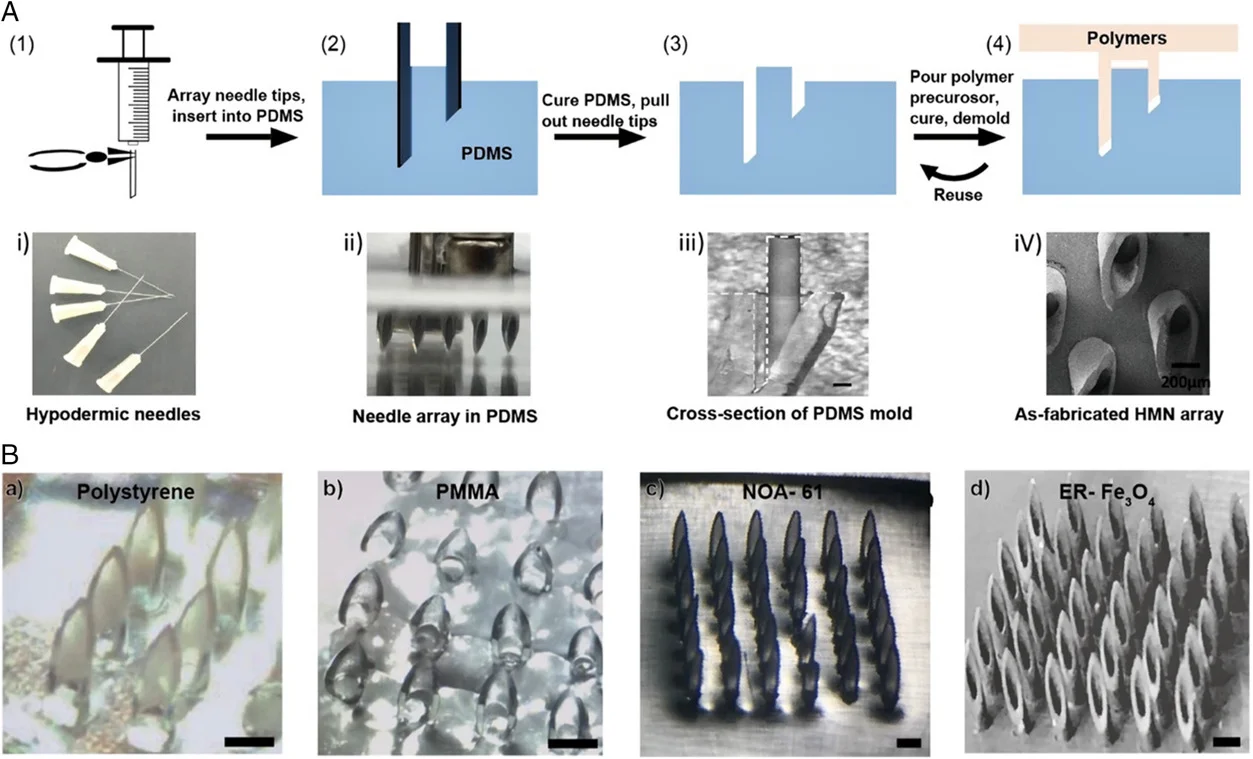 A
(1)
Array needle tips,
insert into PDMS
(2)
PDMS
Cure PDMS, pull
out needle tips
(3)
Pour polymer
precurosor,
cure, demold
Reuse
(4)
Polymers
i)
Hypodermic needles
ii)
Needle array in PDMS
iii)
Cross-section of PDMS mold
iV)
200μm
As-fabricated HMN array
B
a)
Polystyrene
b)
PMMA
c)
NOA- 61
d)
ER- Fe₃O₄